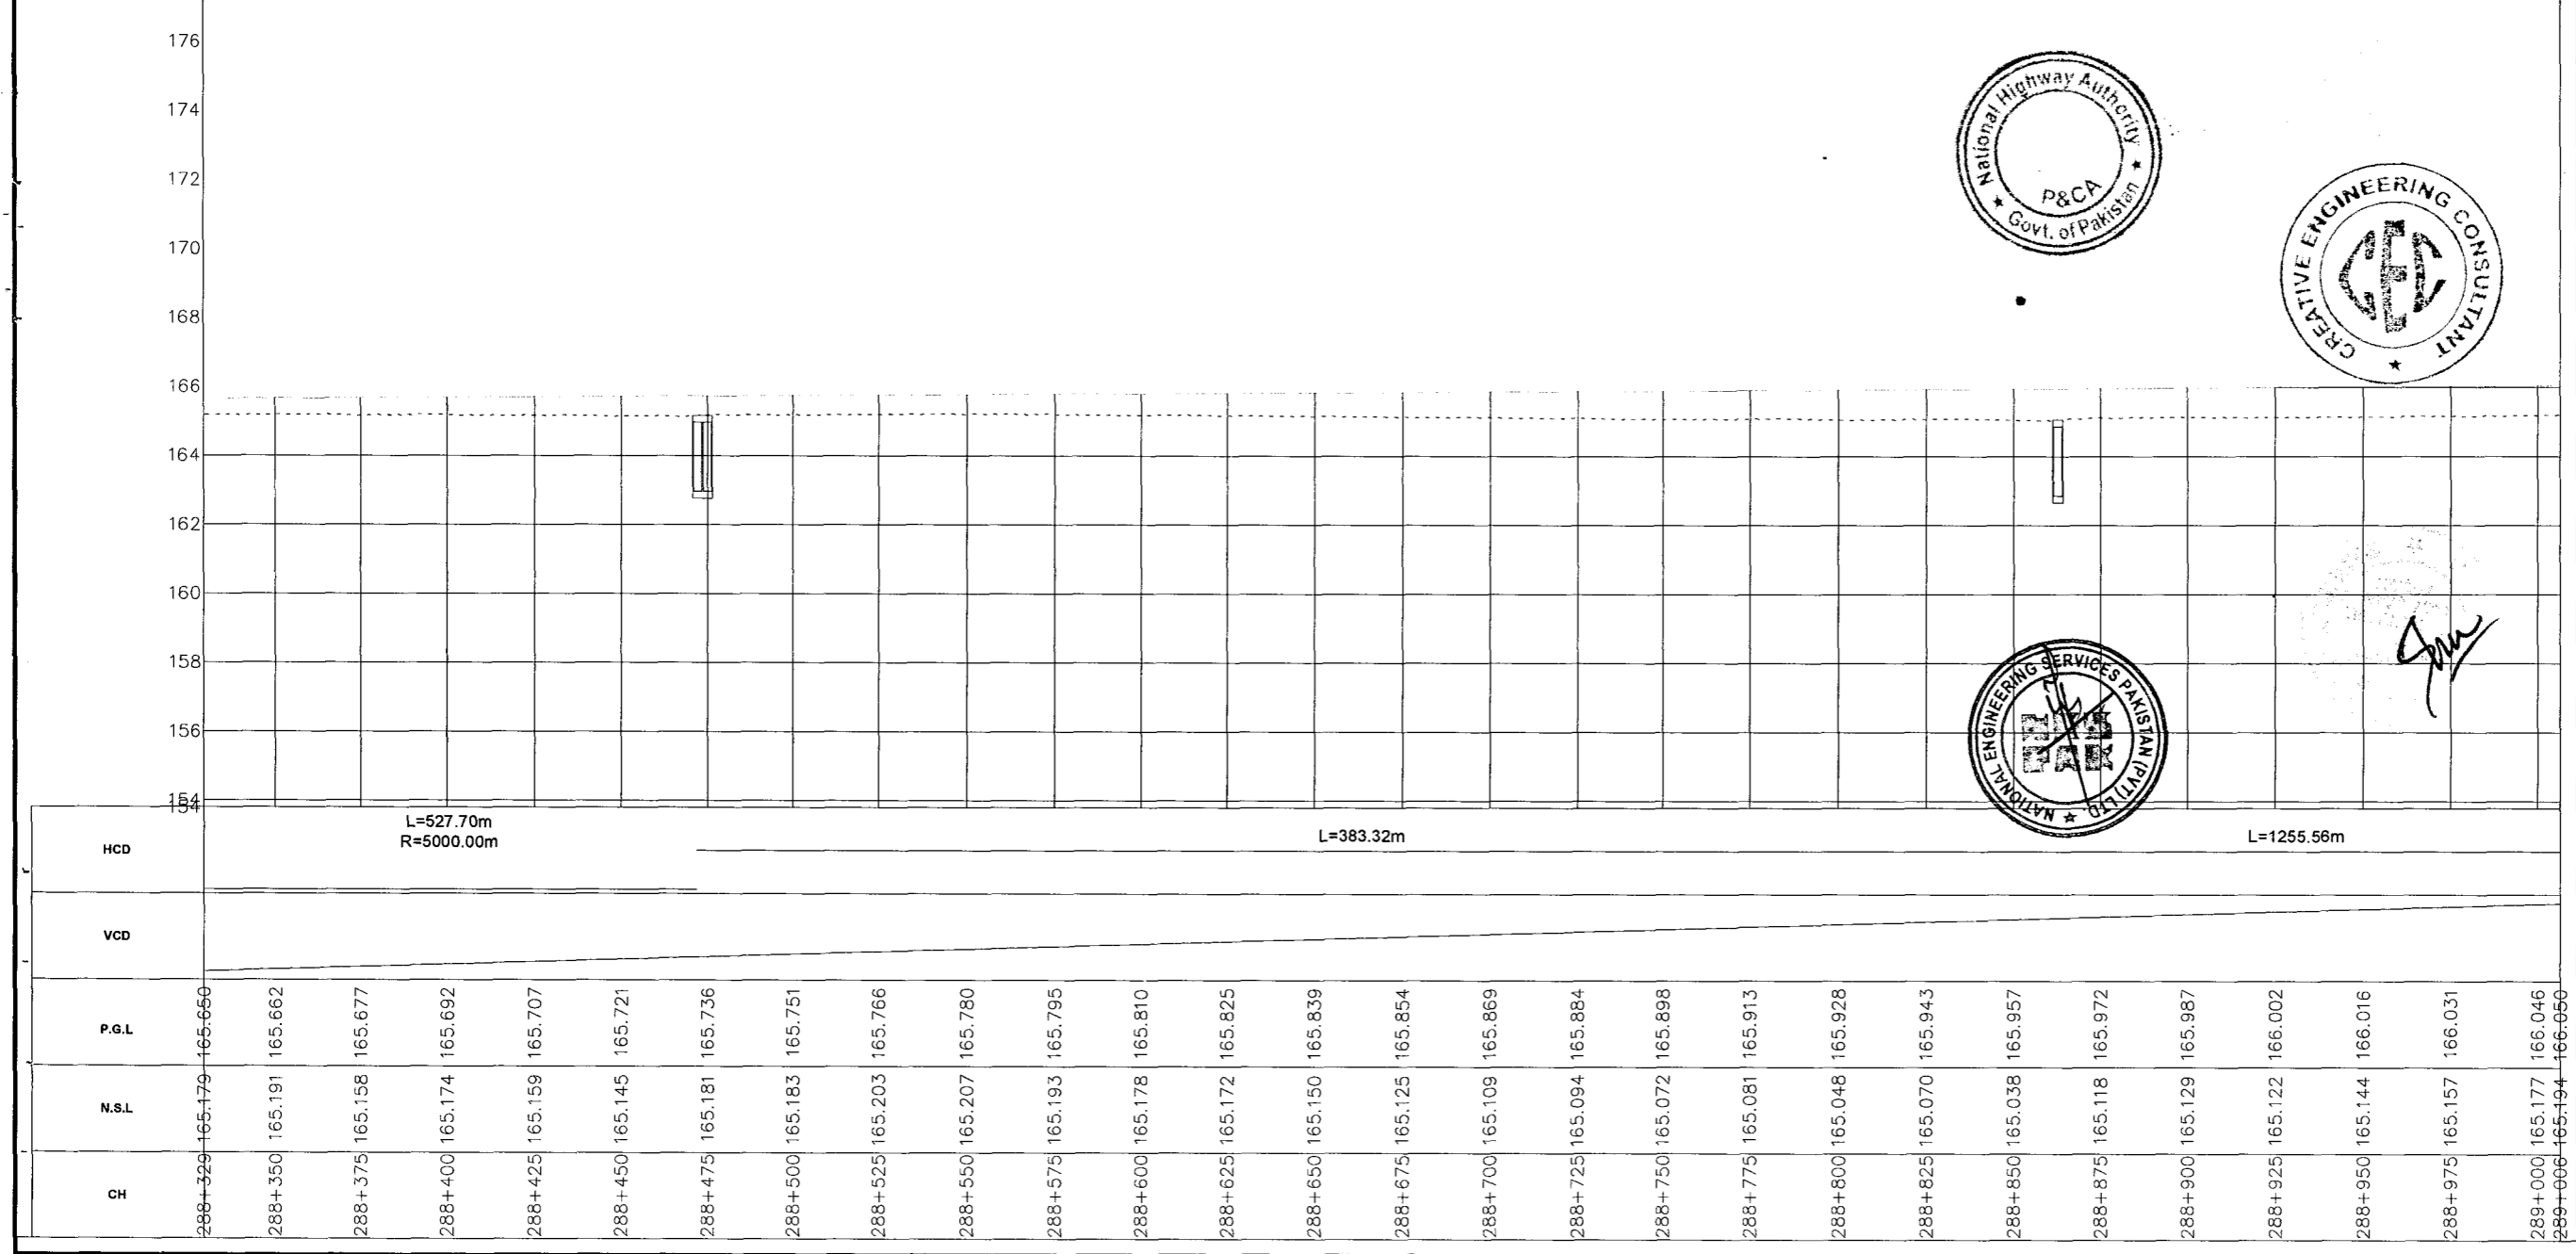 176
174
172
170
168
166
164
162
160
158
156
154
National Highway Authority
P&CA
Govt. of Pakistan
CREATIVE ENGINEERING CONSULTANT
CEC
NATIONAL ENGINEERING SERVICES PAKISTAN (PVT) LTD.
HCD
L=527.70m
R=5000.00m
L=383.32m
L=1255.56m
VCD
P.G.L
165.650 165.662 165.677 165.692 165.707 165.721 165.736 165.751 165.766 165.780 165.795 165.810 165.825 165.839 165.854 165.869 165.884 165.898 165.913 165.928 165.943 165.957 165.972 165.987 166.002 166.016 166.031 166.046 166.050
N.S.L
165.179 165.191 165.158 165.174 165.159 165.145 165.181 165.183 165.203 165.207 165.193 165.178 165.172 165.150 165.125 165.109 165.094 165.072 165.081 165.048 165.070 165.038 165.118 165.129 165.122 165.144 165.157 165.177 165.194
CH
288+329 288+350 288+375 288+400 288+425 288+450 288+475 288+500 288+525 288+550 288+575 288+600 288+625 288+650 288+675 288+700 288+725 288+750 288+775 288+800 288+825 288+850 288+875 288+900 288+925 288+950 288+975 289+000 289+006